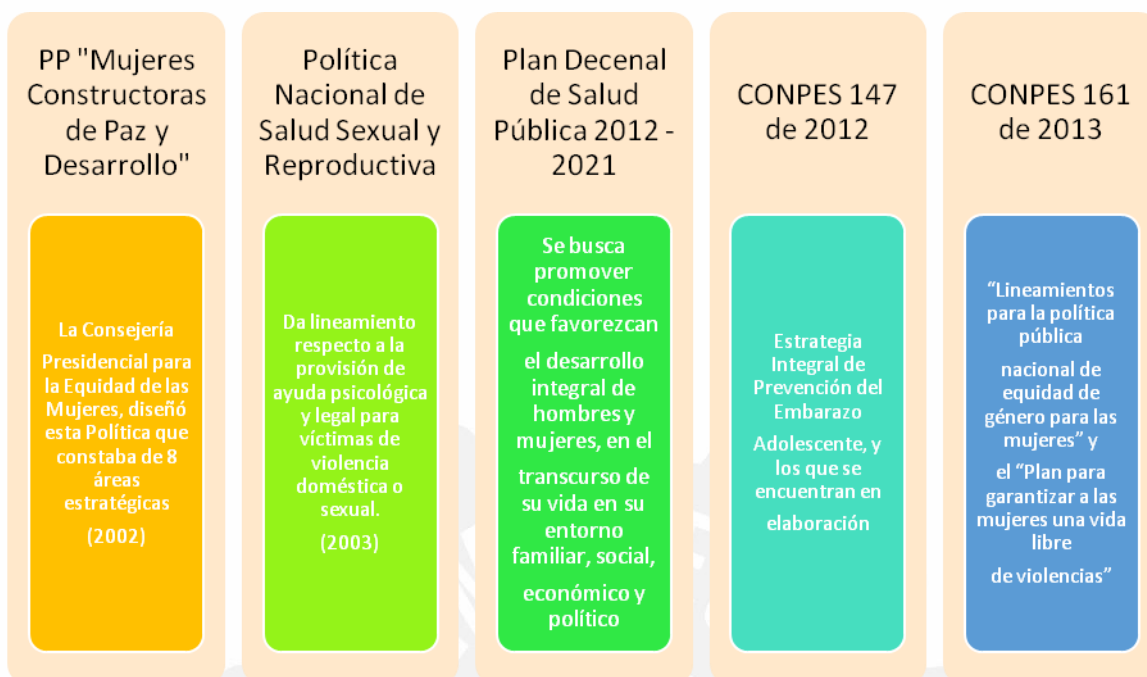 PP "Mujeres
Constructoras
de Paz y
Desarrollo"
La Consejería
Presidencial para
la Equidad de las
Mujeres, diseñó
esta Política que
constaba de 8
áreas
estratégicas
(2002)
Política
Nacional de
Salud Sexual y
Reproductiva
Da lineamiento
respecto a la
provisión de
ayuda psicológica
y legal para
víctimas de
violencia
doméstica o
sexual.
(2003)
Plan Decenal
de Salud
Pública 2012 -
2021
Se busca
promover
condiciones
que favorezcan
el desarrollo
integral de
hombres y
mujeres, en el
transcurso de
su vida en su
entorno
familiar, social,
económico y
político
CONPES 147
de 2012
Estrategia
Integral de
Prevención del
Embarazo
Adolescente, y
los que se
encuentran en
elaboración
CONPES 161
de 2013
“Lineamientos
para la política
pública
nacional de
equidad de
género para las
mujeres” y
el “Plan para
garantizar a las
mujeres una vida
libre
de violencias”